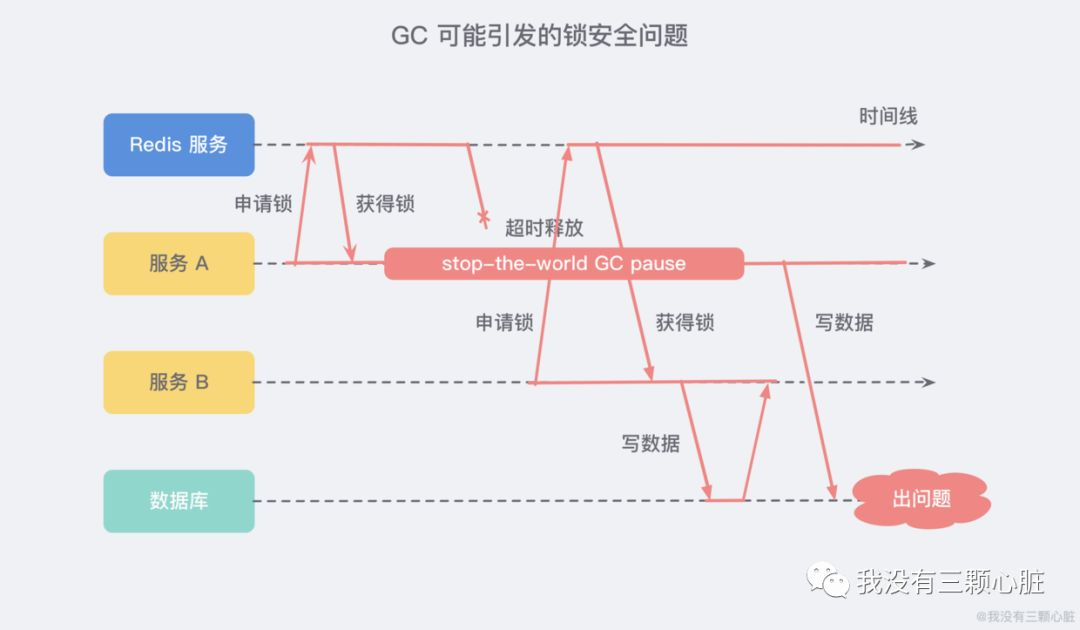 GC 可能引发的锁安全问题
时间线
Redis 服务
申请锁
获得锁
超时释放
服务 A
stop-the-world GC pause
申请锁
获得锁
写数据
服务 B
写数据
数据库
出问题
我没有三颗心脏
@我没有三颗心脏